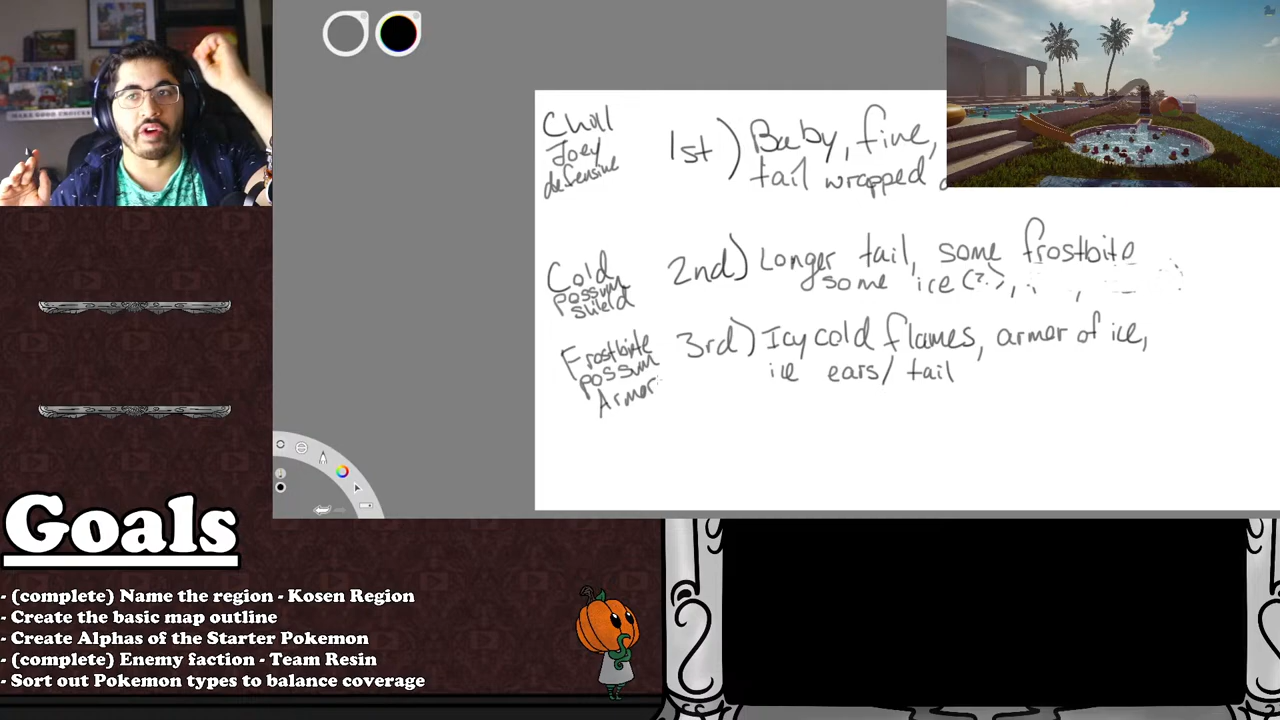 Chill
Joey
defensive
1st) Baby, fine,
tail wrapped
Cold
possum
shield
2nd) Longer tail, some frostbite
some ice (?),
Frostbite
possum
Armor
3rd) Icy cold flames, armor of ice,
ice ears/ tail
Goals
- (complete) Name the region - Kosen Region
- Create the basic map outline
- Create Alphas of the Starter Pokemon
- (complete) Enemy faction - Team Resin
- Sort out Pokemon types to balance coverage